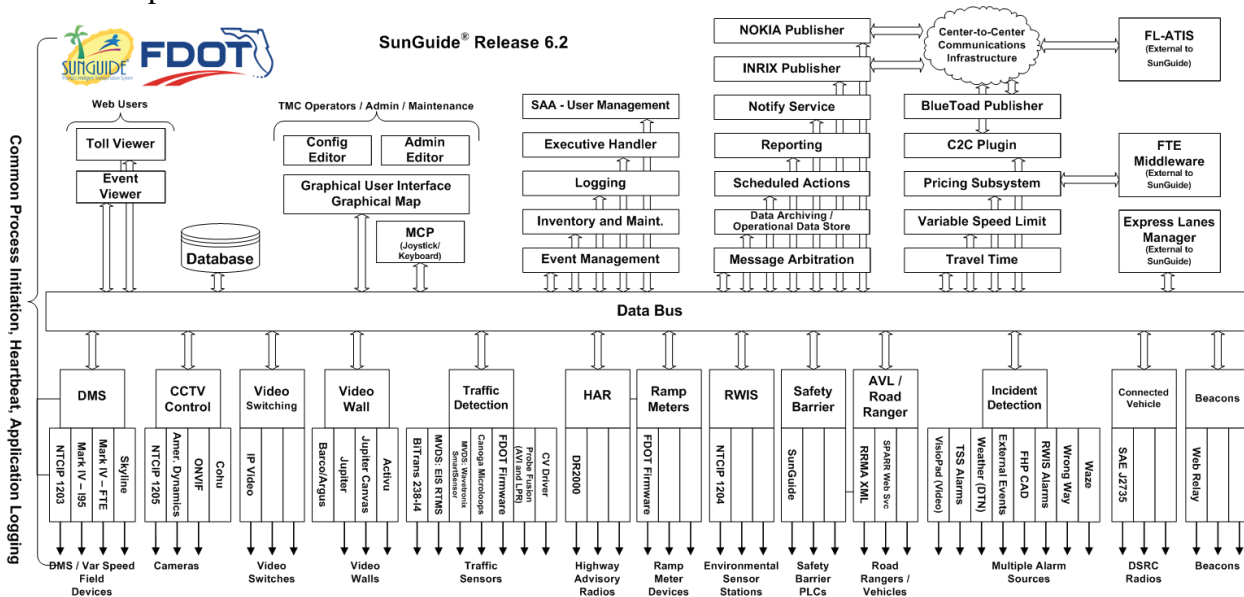 SUNGUIDE
Florida's Intelligent Transportation System
FDOT
SunGuide® Release 6.2
Common Process Initiation, Heartbeat, Application Logging
Web Users
Toll Viewer
Event
Viewer
Database
TMC Operators / Admin / Maintenance
Config
Editor
Admin
Editor
Graphical User Interface
Graphical Map
MCP
(Joystick/
Keyboard)
SAA - User Management
Executive Handler
Logging
Inventory and Maint.
Event Management
NOKIA Publisher
INRIX Publisher
Notify Service
Reporting
Scheduled Actions
Data Archiving /
Operational Data Store
Message Arbitration
Center-to-Center
Communications
Infrastructure
BlueToad Publisher
C2C Plugin
Pricing Subsystem
Variable Speed Limit
Travel Time
FL-ATIS
(External to
SunGuide)
FTE
Middleware
(External to
SunGuide)
Express Lanes
Manager
(External to
SunGuide)
Data Bus
DMS
NTCIP 1203
Mark IV – I95
Mark IV – FTE
Skyline
DMS / Var Speed
Field
Devices
CCTV
Control
NTCIP 1205
Amer. Dynamics
ONVIF
Cohu
Cameras
Video
Switching
IP Video
Video
Switches
Video
Wall
Barco/Argus
Jupiter
Jupiter Canvas
Activu
Video
Walls
Traffic
Detection
BiTrans 238-I4
MVDS: EIS RTMS
MVDS: Wavetronix
SmartSensor
Canoga Microloops
FDOT Firmware
Probe Fusion
(AVI and LPR)
CV Driver
Traffic
Sensors
HAR
DR2000
Highway
Advisory
Radios
Ramp
Meters
FDOT Firmware
Ramp
Meter
Devices
RWIS
NTCIP 1204
Environmental
Sensor
Stations
Safety
Barrier
SunGuide
Safety
Barrier
PLCs
AVL /
Road
Ranger
RRMA XML
SPARR Web Svc
Road
Rangers /
Vehicles
Incident
Detection
VisioPad (Video)
TSS Alarms
Weather (DTN)
External Events
FHP CAD
RWIS Alarms
Wrong Way
Waze
Multiple Alarm
Sources
Connected
Vehicle
SAE J2735
DSRC
Radios
Beacons
Web Relay
Beacons